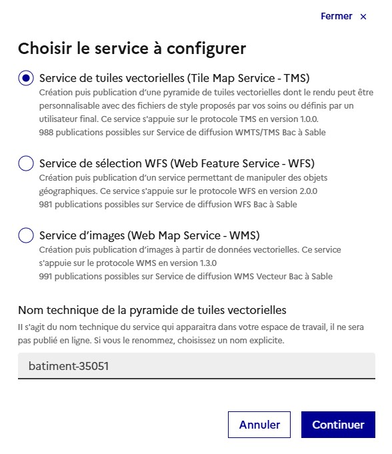 Fermer ×
Choisir le service à configurer
Service de tuiles vectorielles (Tile Map Service - TMS)
Création puis publication d'une pyramide de tuiles vectorielles dont le rendu peut être
personnalisable avec des fichiers de style proposés par vos soins ou définis par un
utilisateur final. Ce service s'appuie sur le protocole TMS en version 1.0.0.
988 publications possibles sur Service de diffusion WMTS/TMS Bac à Sable
Service de sélection WFS (Web Feature Service - WFS)
Création puis publication d'un service permettant de manipuler des objets
géographiques. Ce service s'appuie sur le protocole WFS en version 2.0.0
981 publications possibles sur Service de diffusion WFS Bac à Sable
Service d'images (Web Map Service - WMS)
Création puis publication d'images à partir de données vectorielles. Ce service
s'appuie sur le protocole WMS en version 1.3.0
991 publications possibles sur Service de diffusion WMS Vecteur Bac à Sable
Nom technique de la pyramide de tuiles vectorielles
Il s'agit du nom technique du service qui apparaitra dans votre espace de travail, il ne sera
pas publié en ligne. Si vous le renommez, choisissez un nom explicite.
batiment-35051
Annuler
Continuer